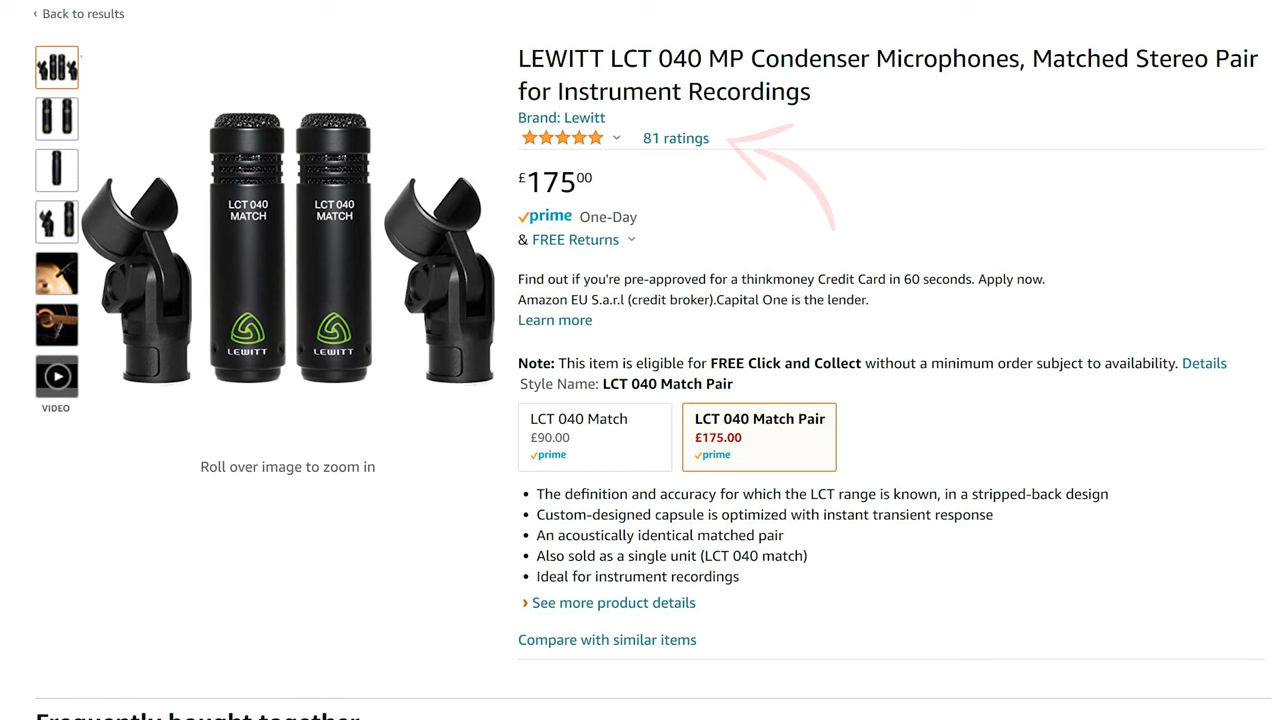 ‹ Back to results
LEWITT LCT 040 MP Condenser Microphones, Matched Stereo Pair
for Instrument Recordings
Brand: Lewitt
81 ratings
£175⁰⁰
prime One-Day
& FREE Returns
Find out if you're pre-approved for a thinkmoney Credit Card in 60 seconds. Apply now.
Amazon EU S.a.r.l (credit broker).Capital One is the lender.
Learn more
Note: This item is eligible for FREE Click and Collect without a minimum order subject to availability. Details
Style Name: LCT 040 Match Pair
LCT 040 Match
£90.00
prime
LCT 040 Match Pair
£175.00
prime
• The definition and accuracy for which the LCT range is known, in a stripped-back design
• Custom-designed capsule is optimized with instant transient response
• An acoustically identical matched pair
• Also sold as a single unit (LCT 040 match)
• Ideal for instrument recordings
› See more product details
Compare with similar items
LCT 040
MATCH
LEWITT
LCT 040
MATCH
LEWITT
VIDEO
Roll over image to zoom in
Frequently bought together